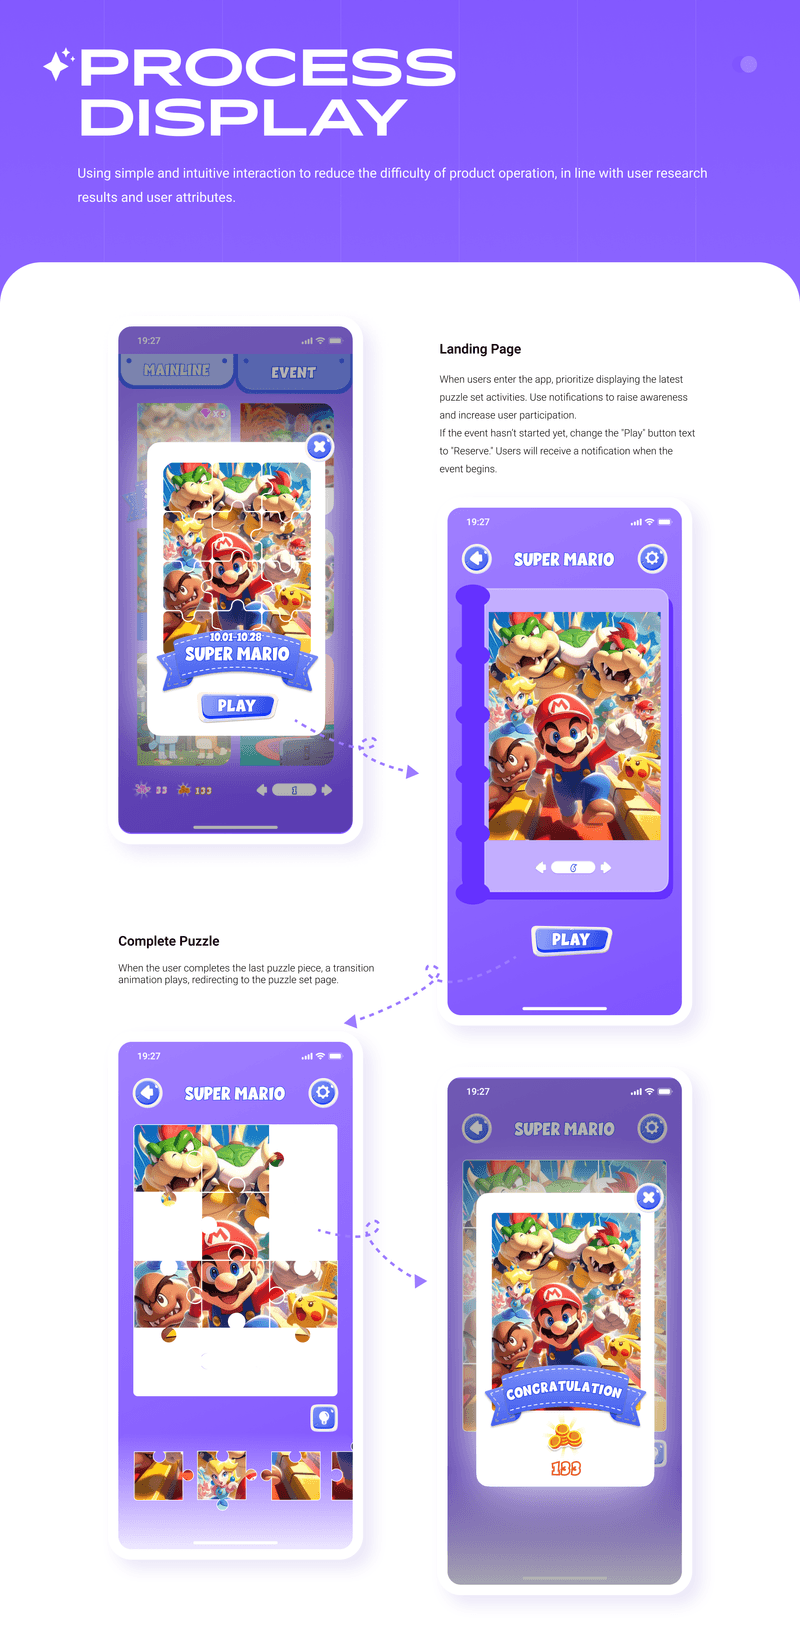 PROCESS
DISPLAY
Using simple and intuitive interaction to reduce the difficulty of product operation, in line with user research
results and user attributes.
19:27
MAINLINE
EVENT
X 3
10.01-10.28
SUPER MARIO
PLAY
33
133
1
Landing Page
When users enter the app, prioritize displaying the latest
puzzle set activities. Use notifications to raise awareness
and increase user participation.
If the event hasn't started yet, change the "Play" button text
to "Reserve." Users will receive a notification when the
event begins.
19:27
SUPER MARIO
M
6
PLAY
Complete Puzzle
When the user completes the last puzzle piece, a transition
animation plays, redirecting to the puzzle set page.
19:27
SUPER MARIO
M
19:27
SUPER MARIO
M
CONGRATULATION
133